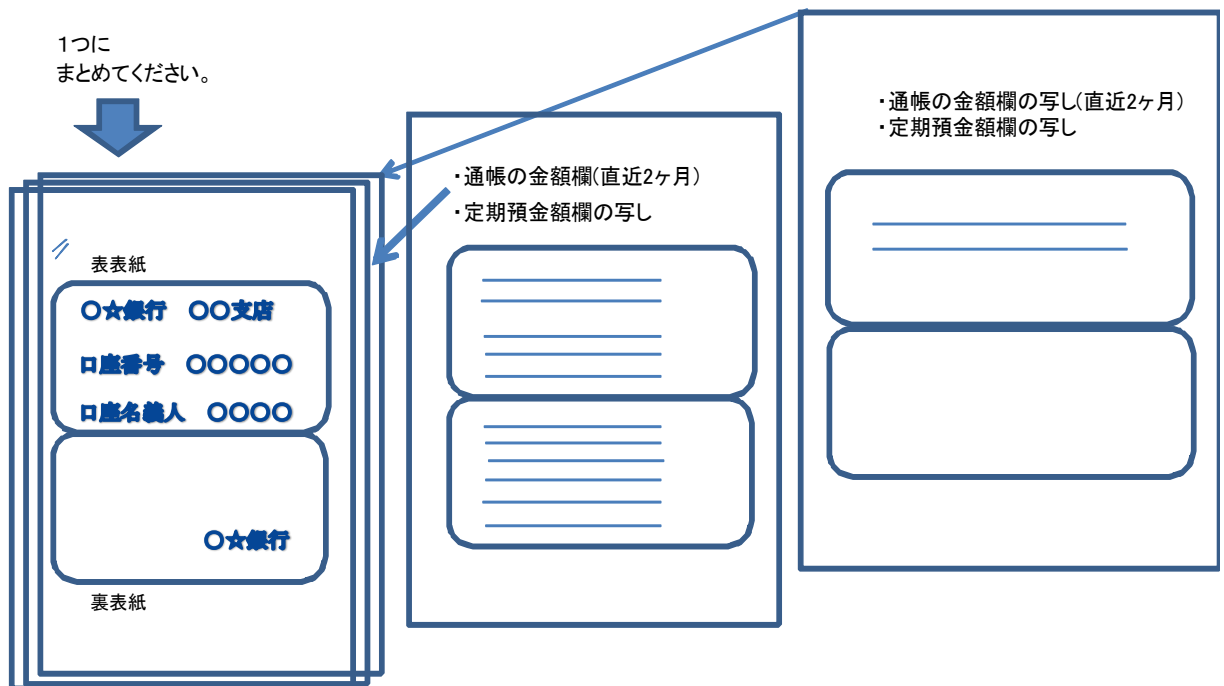 １つに
まとめてください。
表表紙
〇☆銀行　〇〇支店
口座番号　〇〇〇〇〇
口座名義人　〇〇〇〇
〇☆銀行
裏表紙
・通帳の金額欄(直近2ヶ月)
・定期預金額欄の写し
・通帳の金額欄の写し(直近2ヶ月)
・定期預金額欄の写し